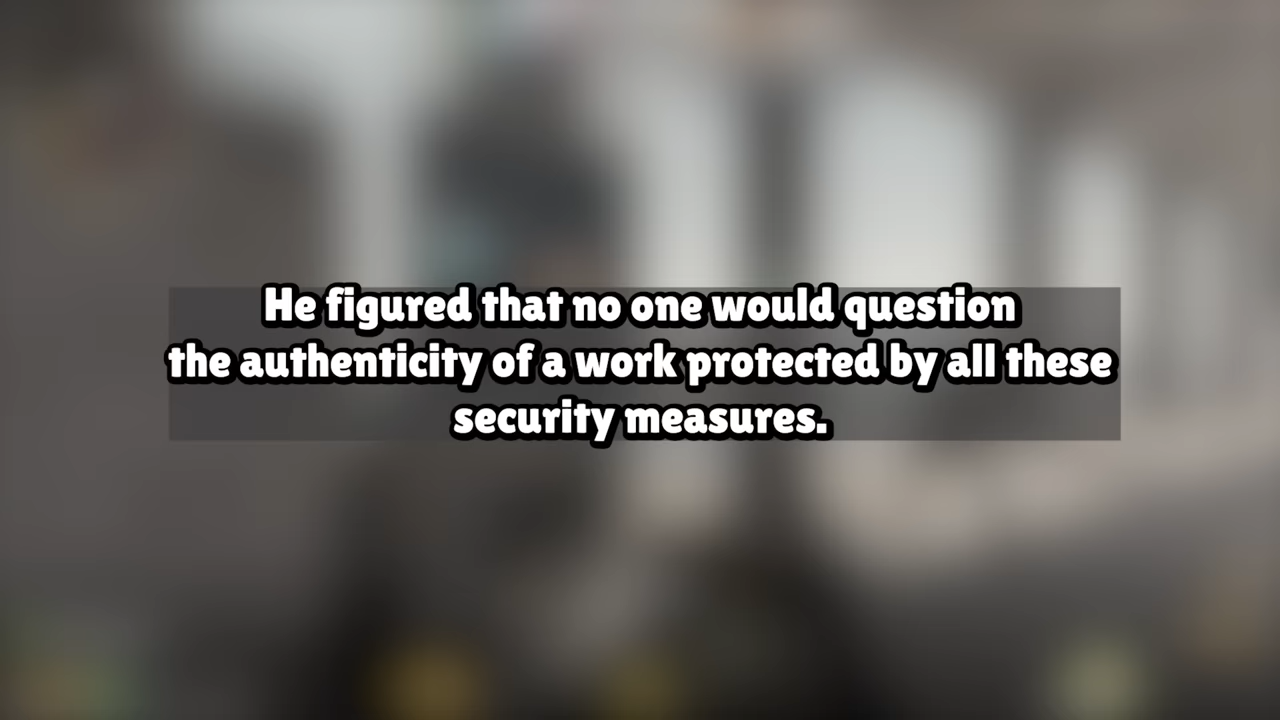 He figured that no one would question
the authenticity of a work protected by all these
security measures.